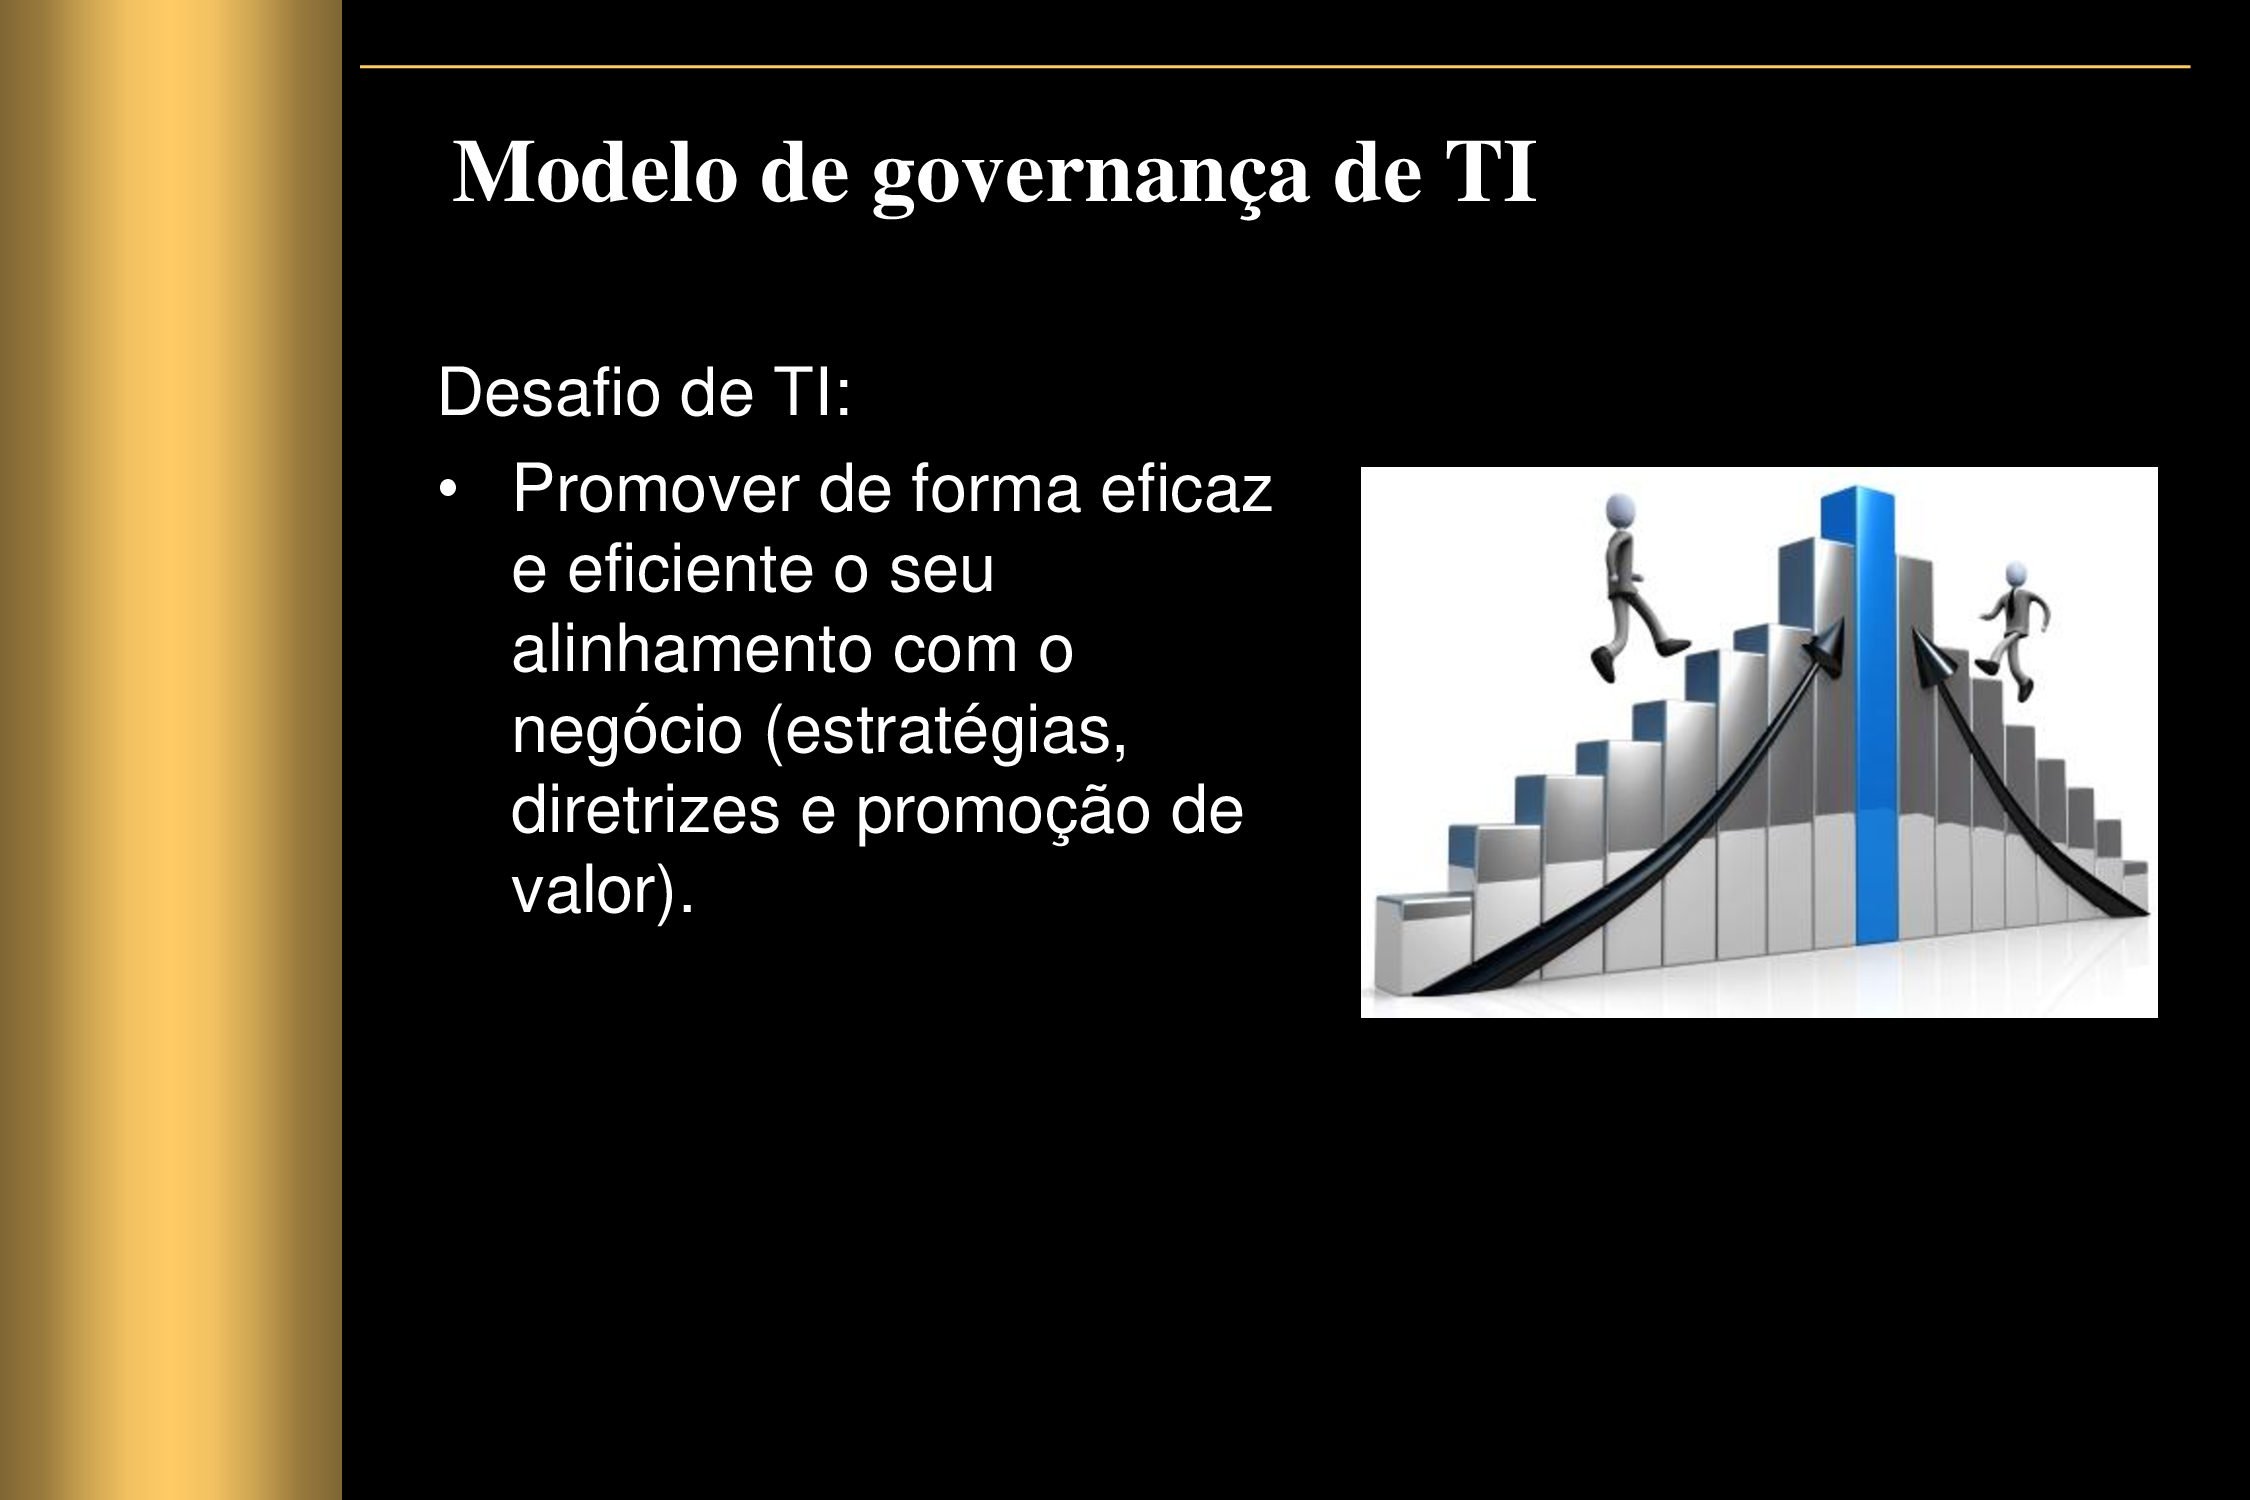 Modelo de governança de TI
Desafio de TI:
• Promover de forma eficaz
e eficiente o seu
alinhamento com o
negócio (estratégias,
diretrizes e promoção de
valor).